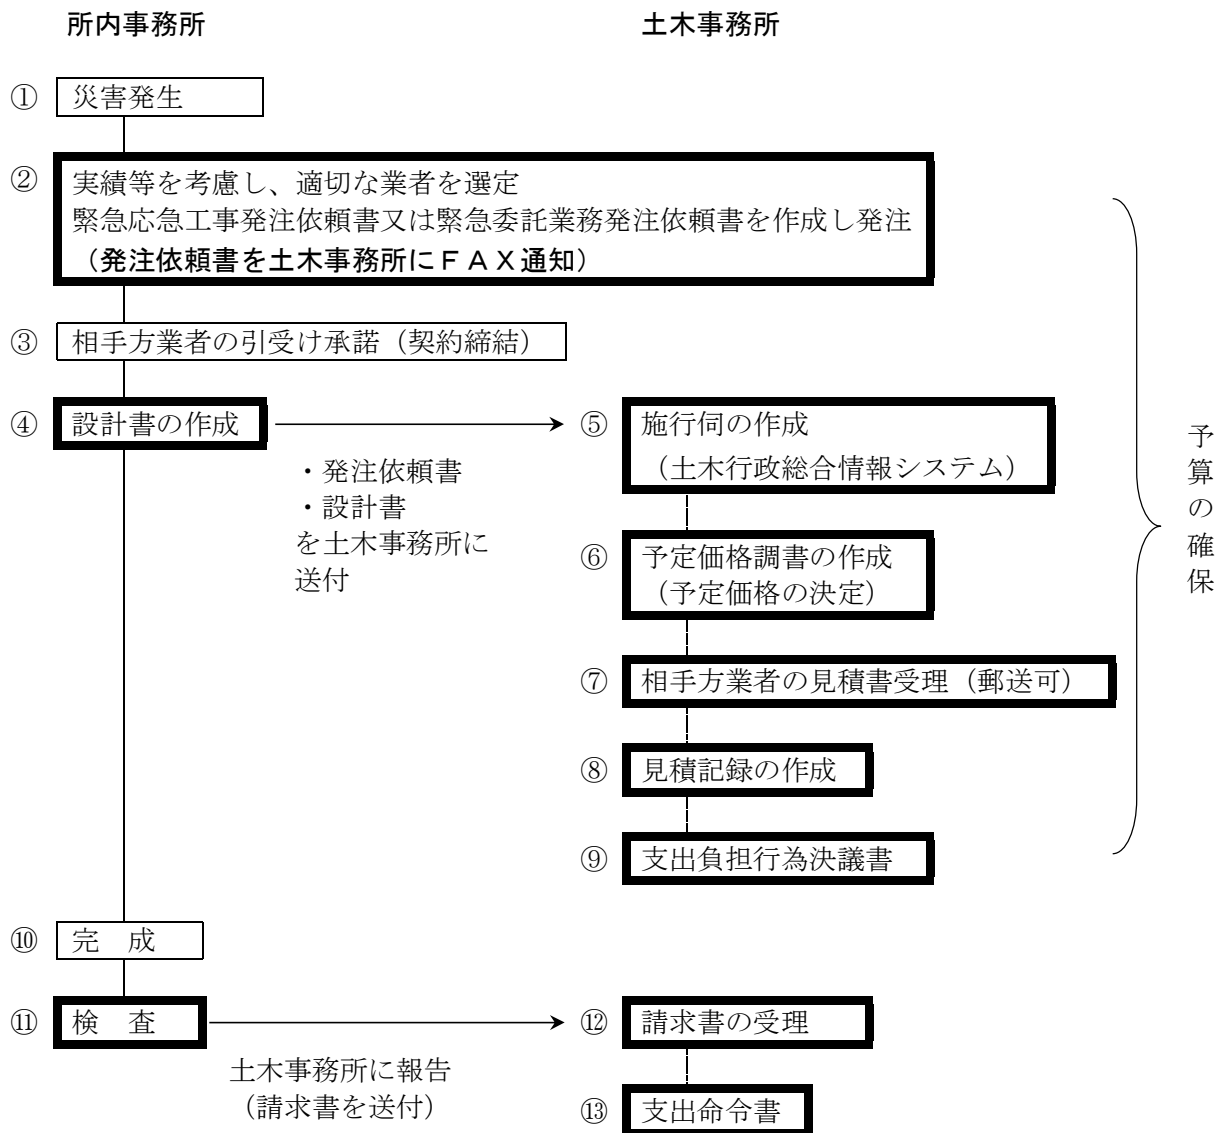 所内事務所
土木事務所
① 災害発生
② 実績等を考慮し、適切な業者を選定
緊急応急工事発注依頼書又は緊急委託業務発注依頼書を作成し発注
（発注依頼書を土木事務所にＦＡＸ通知）
③ 相手方業者の引受け承諾（契約締結）
④ 設計書の作成
・発注依頼書
・設計書
を土木事務所に
送付
⑤ 施行伺の作成
（土木行政総合情報システム）
⑥ 予定価格調書の作成
（予定価格の決定）
⑦ 相手方業者の見積書受理（郵送可）
⑧ 見積記録の作成
⑨ 支出負担行為決議書
予算の確保
⑩ 完　成
⑪ 検　査
土木事務所に報告
（請求書を送付）
⑫ 請求書の受理
⑬ 支出命令書